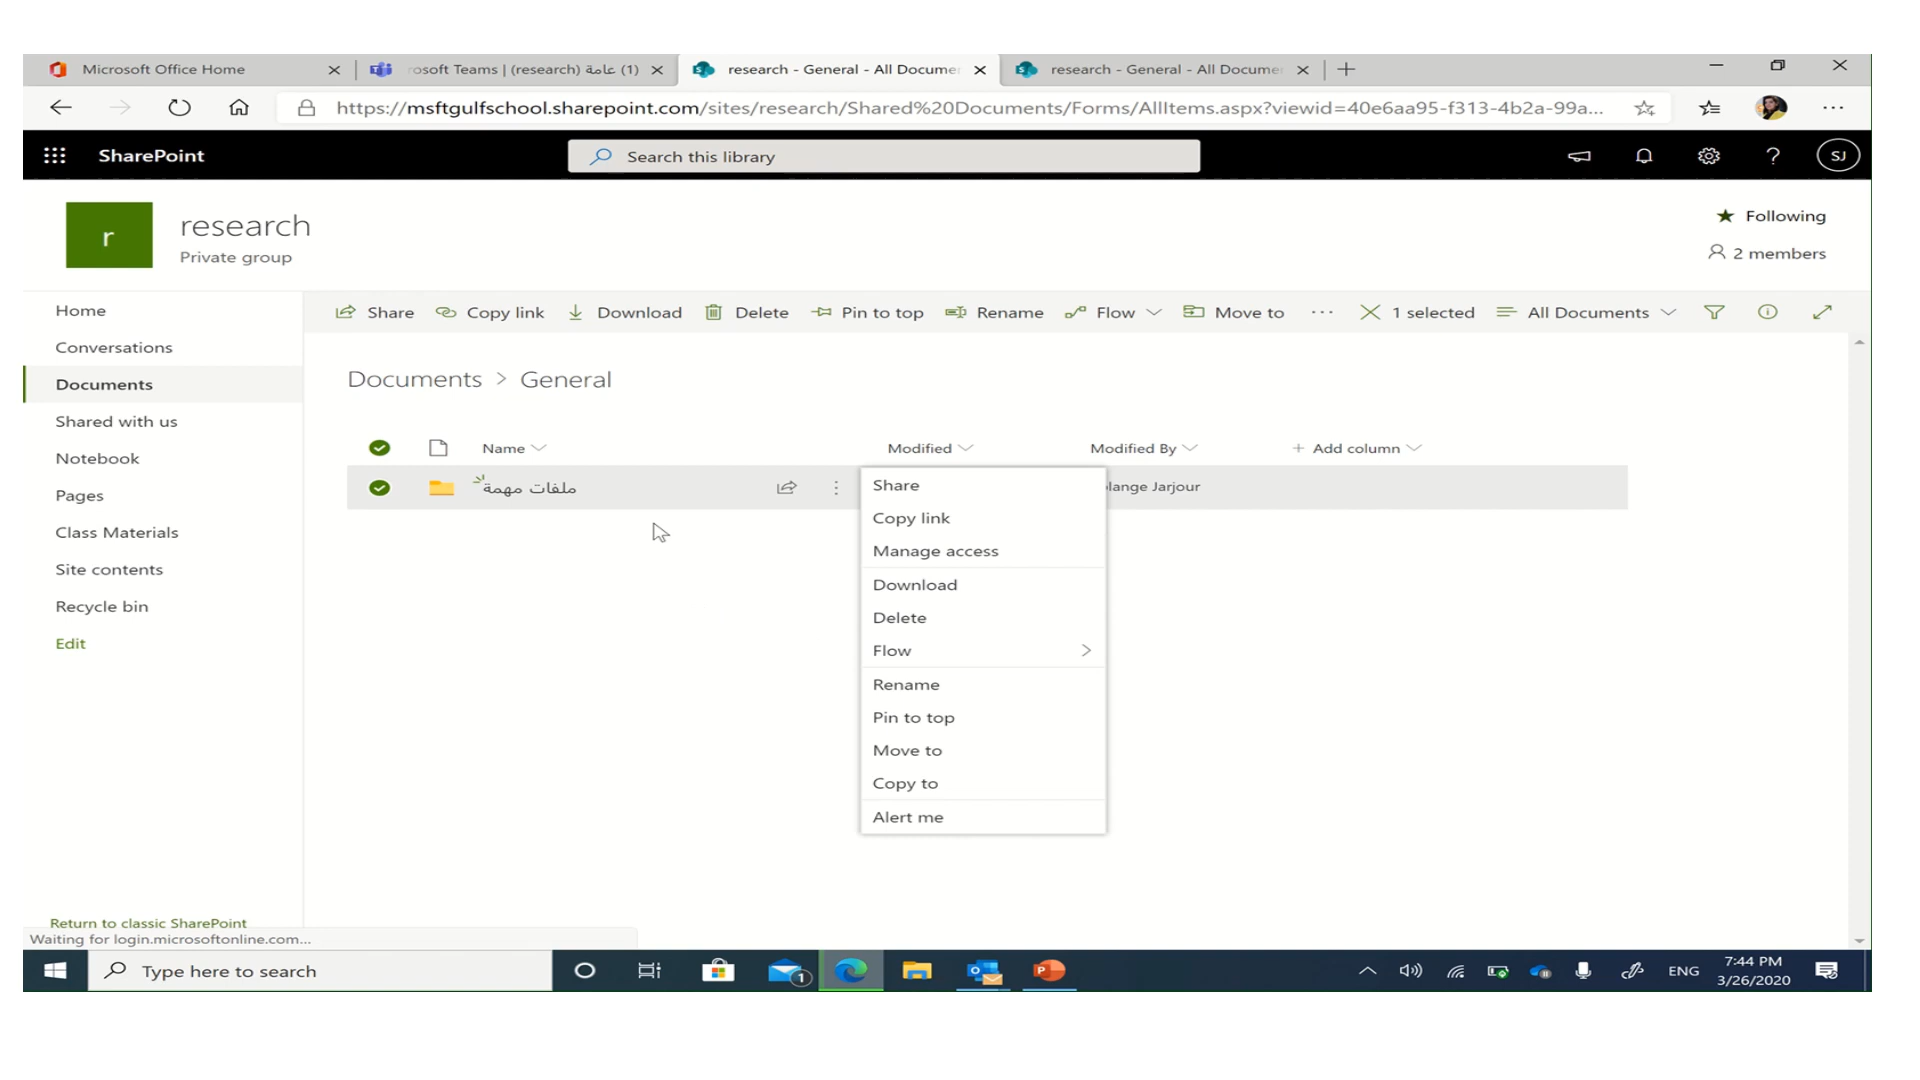 Microsoft Office Home
rosoft Teams | (research) عامة (1)
research - General - All Docume
research - General - All Docume
https://msftgulfschool.sharepoint.com/sites/research/Shared%20Documents/Forms/AllItems.aspx?viewid=40e6aa95-f313-4b2a-99a...
SharePoint
Search this library
SJ
r
research
Private group
Following
2 members
Home
Conversations
Documents
Shared with us
Notebook
Pages
Class Materials
Site contents
Recycle bin
Edit
Return to classic SharePoint
Share Copy link Download Delete Pin to top Rename Flow Move to ... 1 selected All Documents
Documents > General
Name Modified Modified By + Add column
ملفات مهمة
lange Jarjour
Share
Copy link
Manage access
Download
Delete
Flow
Rename
Pin to top
Move to
Copy to
Alert me
Waiting for login.microsoftonline.com...
Type here to search
1
ENG
7:44 PM
3/26/2020